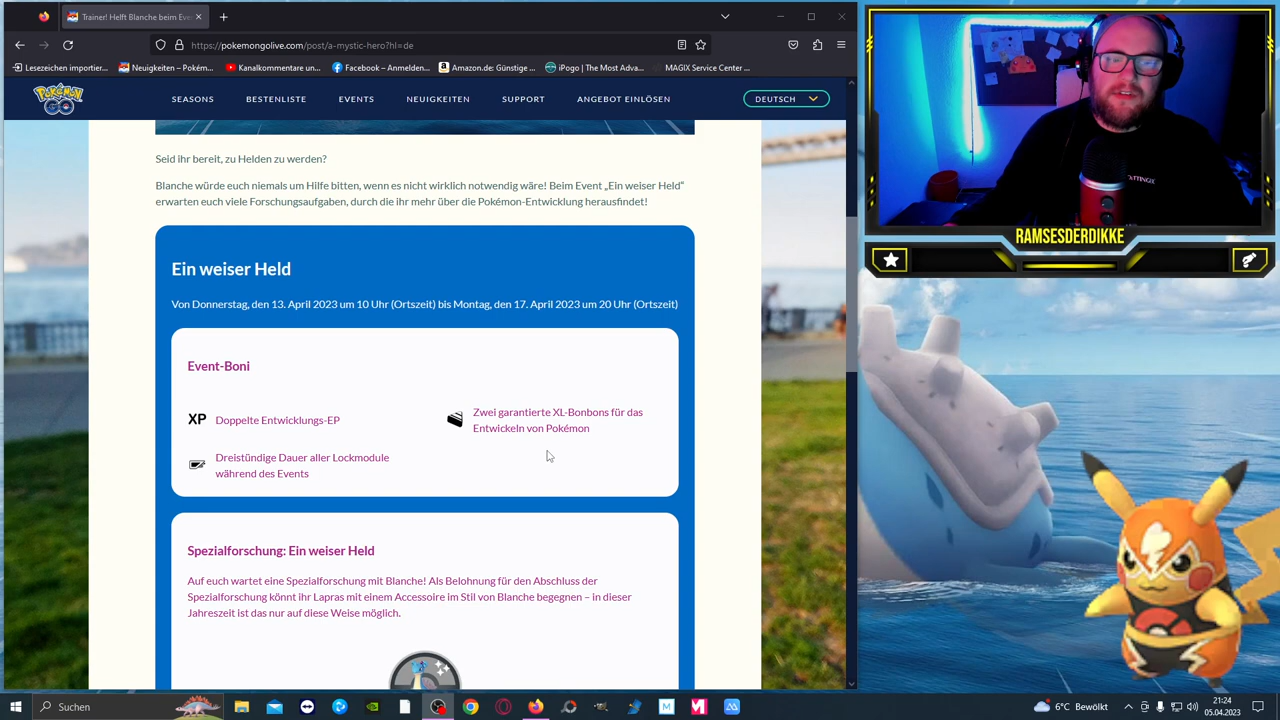 Trainer! Helft Blanche beim Eve
https://pokemongolive.com/post/a-mystic-hero?hl=de
Lesezeichen importier...
Neuigkeiten – Pokém...
Kanalkommentare un...
Facebook – Anmelden...
Amazon.de: Günstige ...
iPogo | The Most Adva...
MAGIX Service Center ...
Pokémon GO
SEASONS
BESTENLISTE
EVENTS
NEUIGKEITEN
SUPPORT
ANGEBOT EINLÖSEN
DEUTSCH
Seid ihr bereit, zu Helden zu werden?
Blanche würde euch niemals um Hilfe bitten, wenn es nicht wirklich notwendig wäre! Beim Event „Ein weiser Held“
erwarten euch viele Forschungsaufgaben, durch die ihr mehr über die Pokémon-Entwicklung herausfindet!
Ein weiser Held
Von Donnerstag, den 13. April 2023 um 10 Uhr (Ortszeit) bis Montag, den 17. April 2023 um 20 Uhr (Ortszeit)
Event-Boni
XP
Doppelte Entwicklungs-EP
Zwei garantierte XL-Bonbons für das
Entwickeln von Pokémon
Dreistündige Dauer aller Lockmodule
während des Events
Spezialforschung: Ein weiser Held
Auf euch wartet eine Spezialforschung mit Blanche! Als Belohnung für den Abschluss der
Spezialforschung könnt ihr Lapras mit einem Accessoire im Stil von Blanche begegnen – in dieser
Jahreszeit ist das nur auf diese Weise möglich.
RAMSESDERDIKKE
Suchen
6°C Bewölkt
21:24
05.04.2023